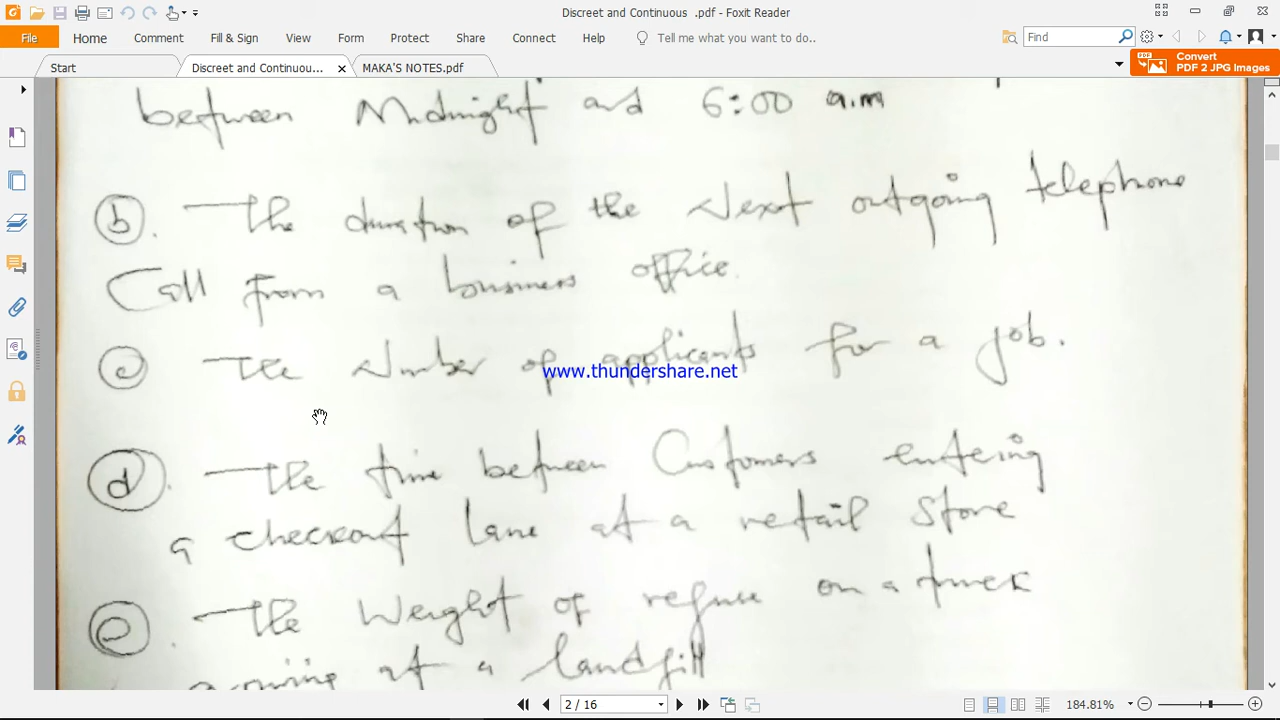 Discreet and Continuous .pdf - Foxit Reader
File Home Comment Fill & Sign View Form Protect Share Connect Help Tell me what you want to do.. Find
Start Discreet and Continuou... MAKA'S NOTES.pdf Convert
PDF 2 JPG Images
between Midnight and 6:00 a.m
b. The duration of the Next outgoing telephone
Call from a business office.
c The Number of applicants for a job.
www.thundershare.net
d. The time between Customers entering
a checkout lane at a retail store
e. The Weight of refuse on a truck
arriving at a landfill
2 / 16 184.81%